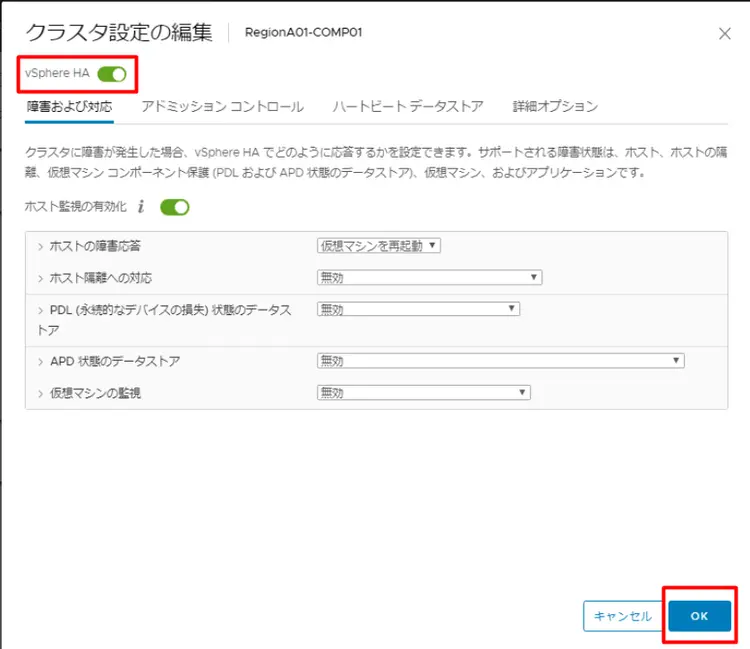 クラスタ設定の編集 RegionA01-COMP01
vSphere HA
障害および対応 アドミッション コントロール ハートビート データストア 詳細オプション
クラスタに障害が発生した場合、vSphere HA でどのように応答するかを設定できます。サポートされる障害状態は、ホスト、ホストの隔
離、仮想マシン コンポーネント保護 (PDL および APD 状態のデータストア)、仮想マシン、およびアプリケーションです。
ホスト監視の有効化 i
ホストの障害応答 仮想マシンを再起動
ホスト隔離への対応 無効
PDL (永続的なデバイスの損失) 状態のデータス 無効
トア
APD 状態のデータストア 無効
仮想マシンの監視 無効
キャンセル OK